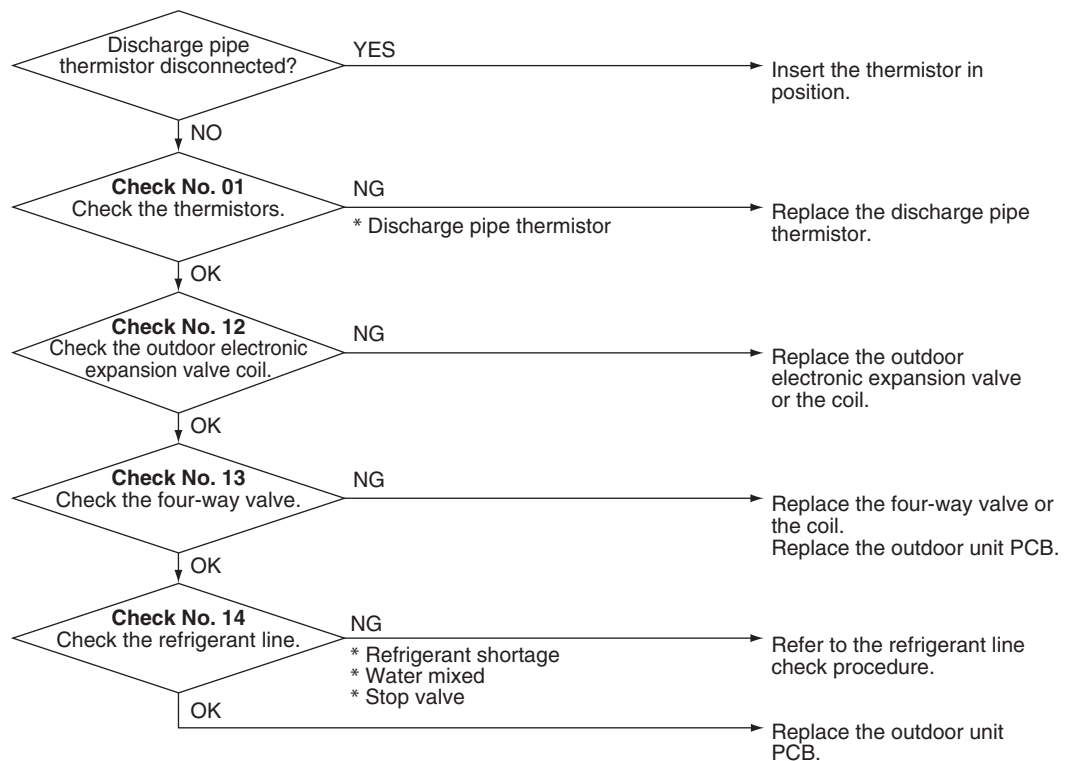 Discharge pipe
thermistor disconnected?
YES
Insert the thermistor in
position.
NO
Check No. 01
Check the thermistors.
NG
* Discharge pipe thermistor
Replace the discharge pipe
thermistor.
OK
Check No. 12
Check the outdoor electronic
expansion valve coil.
NG
Replace the outdoor
electronic expansion valve
or the coil.
OK
Check No. 13
Check the four-way valve.
NG
Replace the four-way valve or
the coil.
Replace the outdoor unit PCB.
OK
Check No. 14
Check the refrigerant line.
NG
* Refrigerant shortage
* Water mixed
* Stop valve
Refer to the refrigerant line
check procedure.
OK
Replace the outdoor unit
PCB.